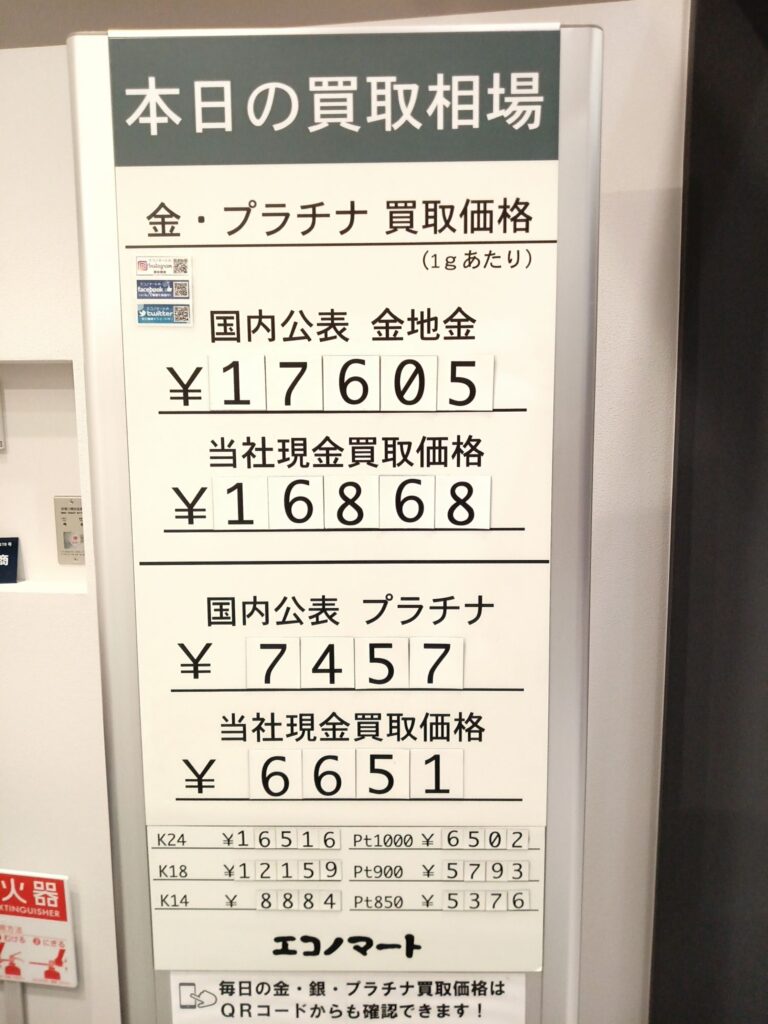 本日の買取相場
金・プラチナ 買取価格
(1gあたり)
Instagram
facebook
twitter
国内公表 金地金
¥17605
当社現金買取価格
¥16868
国内公表 プラチナ
¥7457
当社現金買取価格
¥6651
K24 ¥16516 Pt1000 ¥6502
K18 ¥12159 Pt900 ¥5793
K14 ¥8884 Pt850 ¥5376
エコノマート
毎日の金・銀・プラチナ買取価格は
QRコードからも確認できます!
商
火器
XTINGUISHER